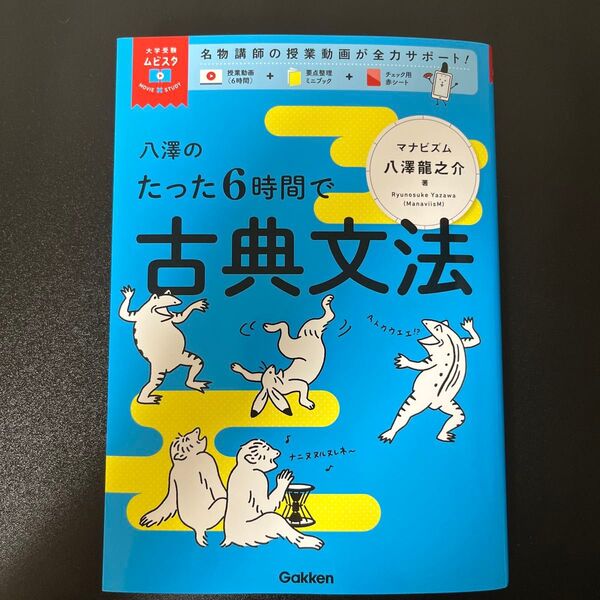 大学受験
ムビスタ
MOVIE × STUDY
名物講師の授業動画が全力サポート!
授業動画
(6時間)
+
要点整理
ミニブック
+
チェック用
赤シート
マナビズム
八澤龍之介
著
Ryunosuke Yazawa
(ManaviisM)
八澤の
たった6時間で
古典文法
ヘ、ウウエエ!?
ナニヌヌルヌレネ〜
Gakken